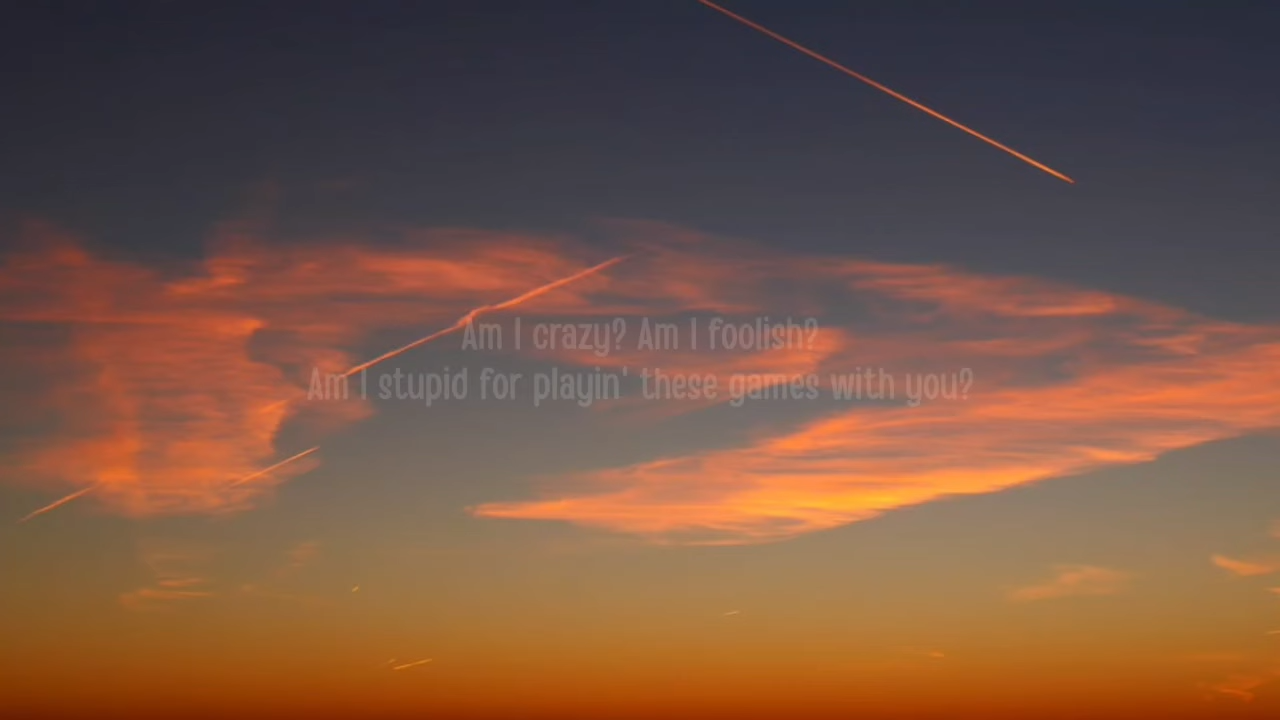 Am I crazy? Am I foolish?
Am I stupid for playin' these games with you?